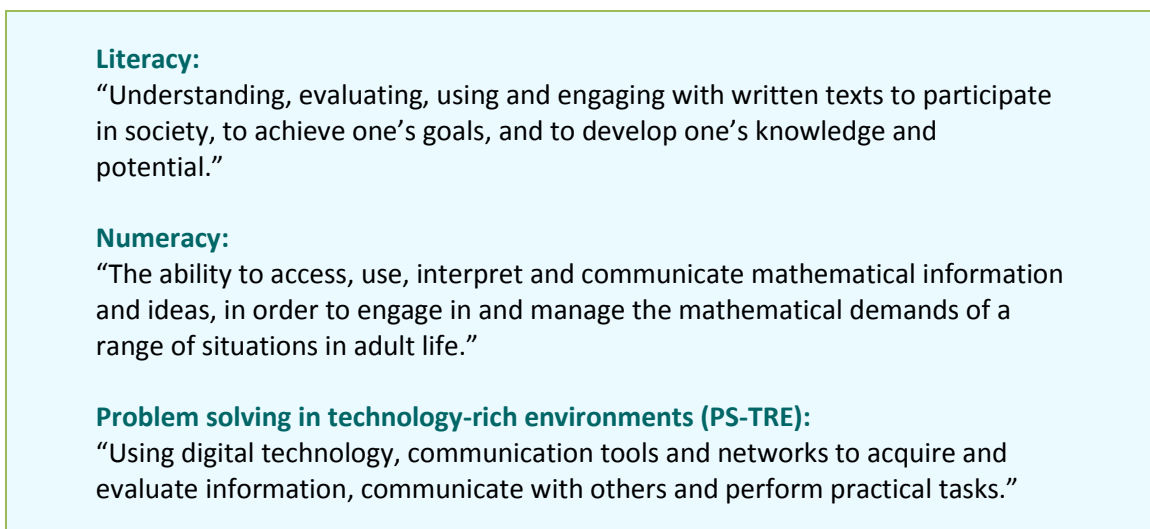 Literacy:
“Understanding, evaluating, using and engaging with written texts to participate
in society, to achieve one’s goals, and to develop one’s knowledge and
potential.”
Numeracy:
“The ability to access, use, interpret and communicate mathematical information
and ideas, in order to engage in and manage the mathematical demands of a
range of situations in adult life.”
Problem solving in technology-rich environments (PS-TRE):
“Using digital technology, communication tools and networks to acquire and
evaluate information, communicate with others and perform practical tasks.”